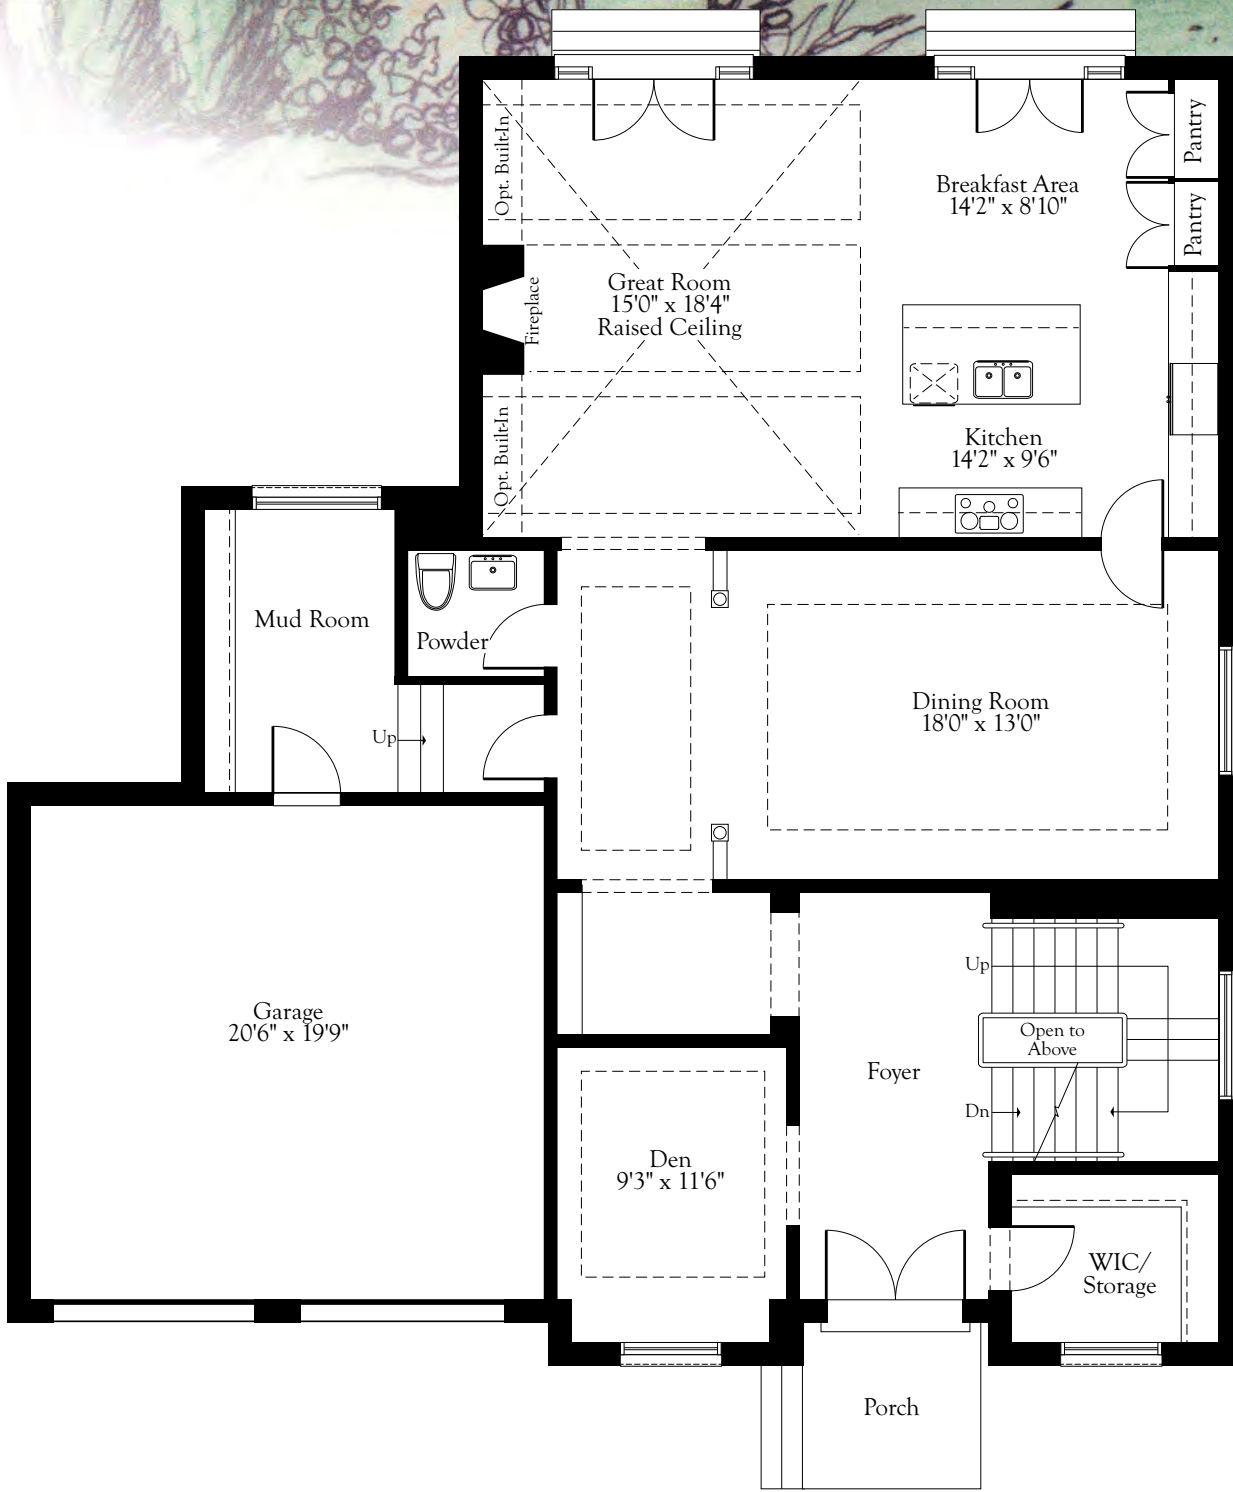 Opt. Built-In
Pantry
Breakfast Area
14'2" x 8'10"
Pantry
Great Room
15'0" x 18'4"
Raised Ceiling
Fireplace
Opt. Built-In
Kitchen
14'2" x 9'6"
Mud Room
Powder
Up
Dining Room
18'0" x 13'0"
Garage
20'6" x 19'9"
Up
Open to
Above
Foyer
Dn
Den
9'3" x 11'6"
WIC/
Storage
Porch